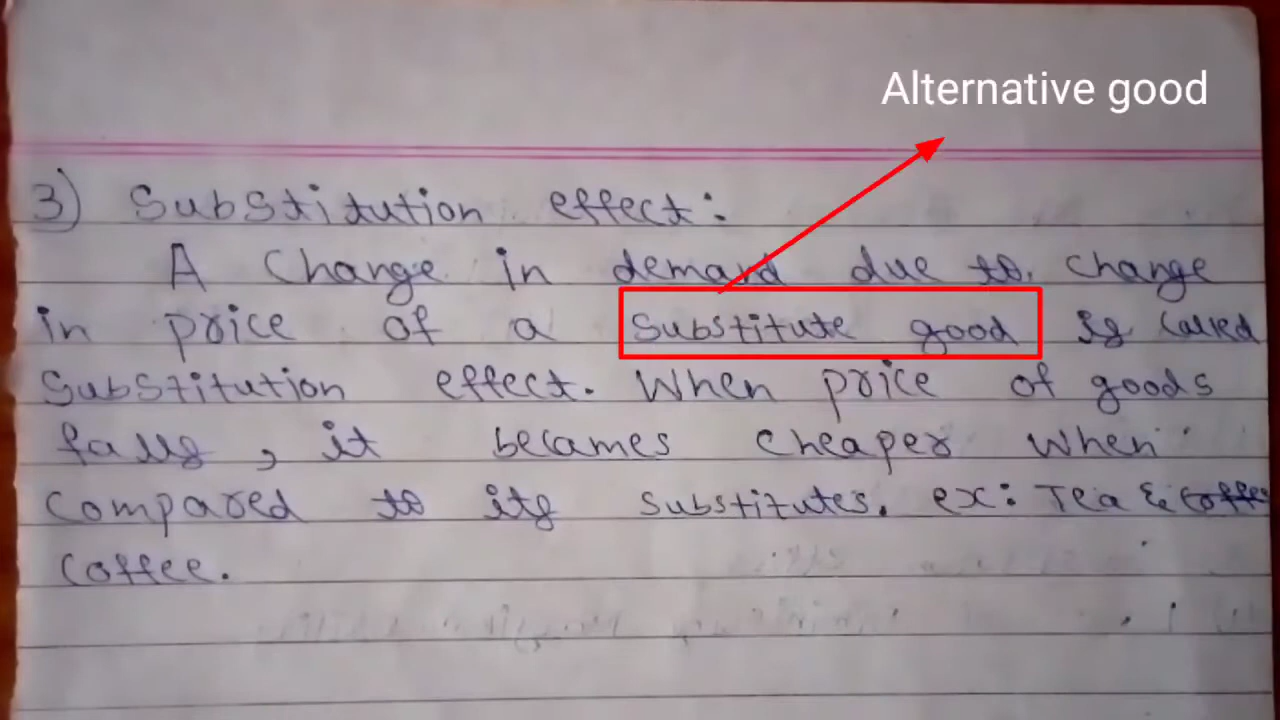 Alternative good
3) Substitution effect:
A change in demand due to change
in price of a substitute good is called
substitution effect. When price of goods
falls, it becames cheaper when
compared to its substitutes. ex: Tea & coffee
coffee.